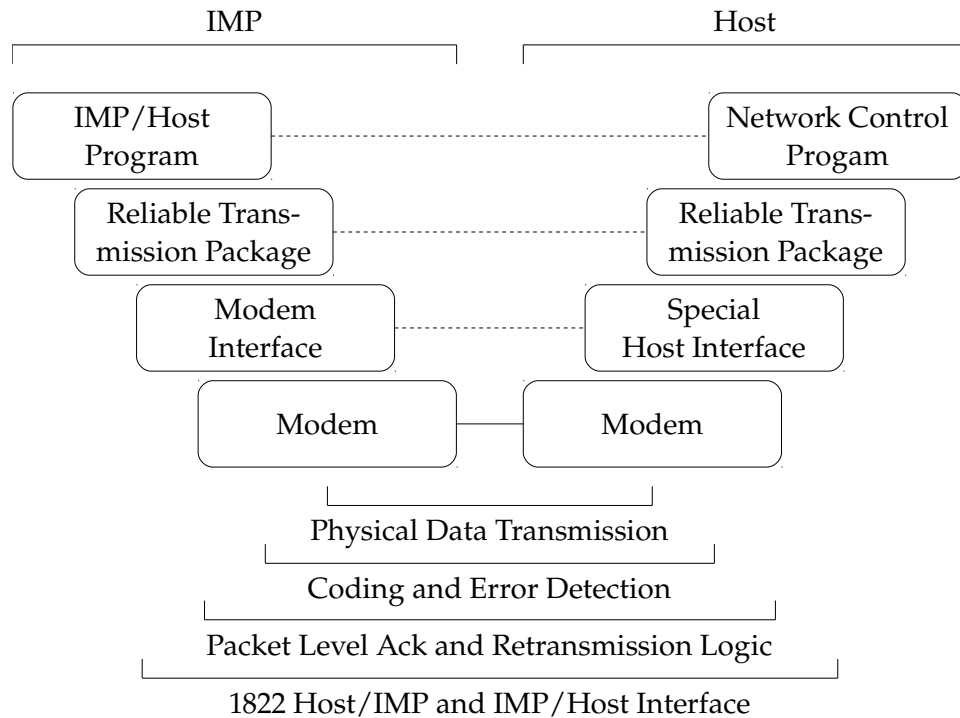 IMP
Host
IMP/Host
Program
Network Control
Progam
Reliable Trans-
mission Package
Reliable Trans-
mission Package
Modem
Interface
Special
Host Interface
Modem
Modem
Physical Data Transmission
Coding and Error Detection
Packet Level Ack and Retransmission Logic
1822 Host/IMP and IMP/Host Interface